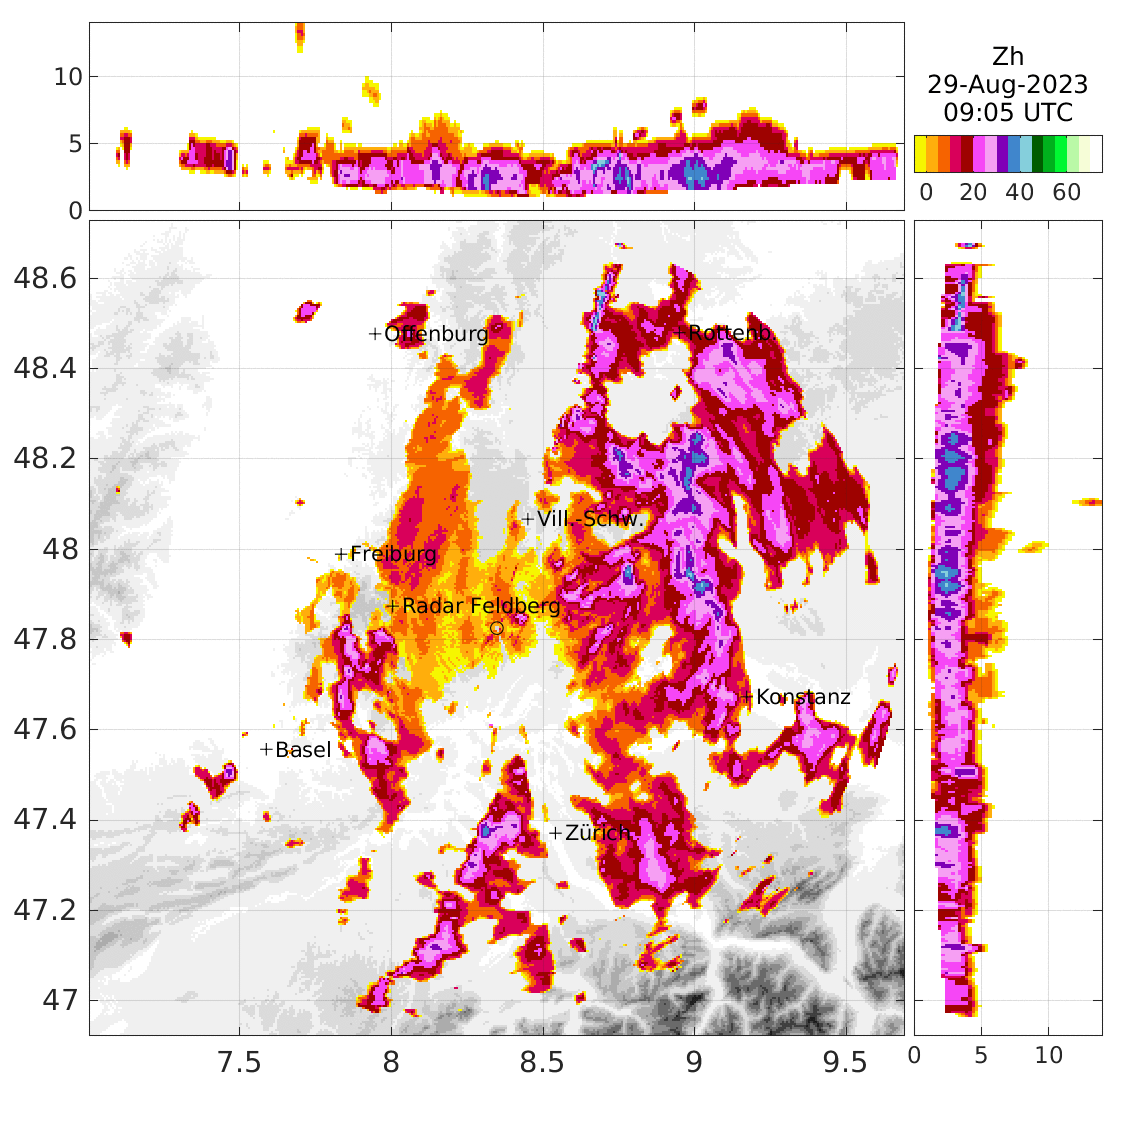 10
5
0
Zh
29-Aug-2023
09:05 UTC
0 20 40 60
48.6
48.4
48.2
48
47.8
47.6
47.4
47.2
47
Offenburg
Rottenb.
Vill.-Schw.
Freiburg
Radar Feldberg
Konstanz
Basel
Zürich
7.5 8 8.5 9 9.5
0 5 10